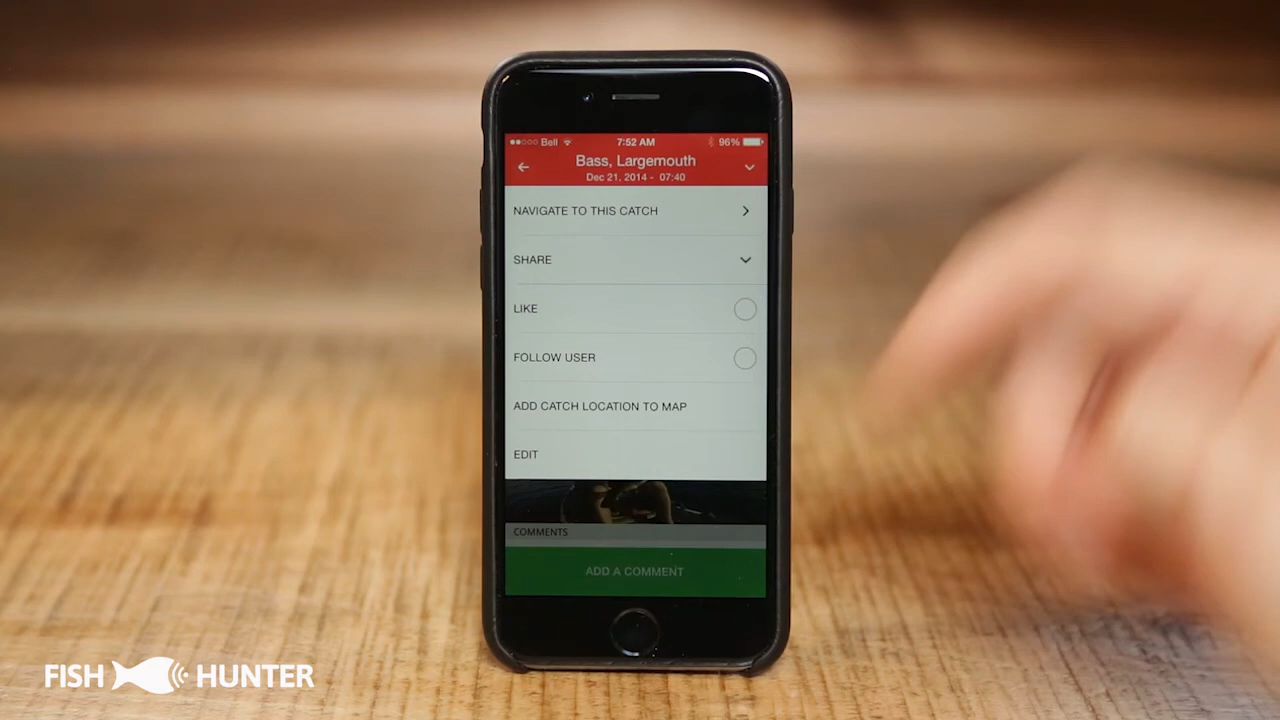 Bell 7:52 AM 96%
Bass, Largemouth
Dec 21, 2014 - 07:40
NAVIGATE TO THIS CATCH
SHARE
LIKE
FOLLOW USER
ADD CATCH LOCATION TO MAP
EDIT
COMMENTS
ADD A COMMENT
FISH HUNTER